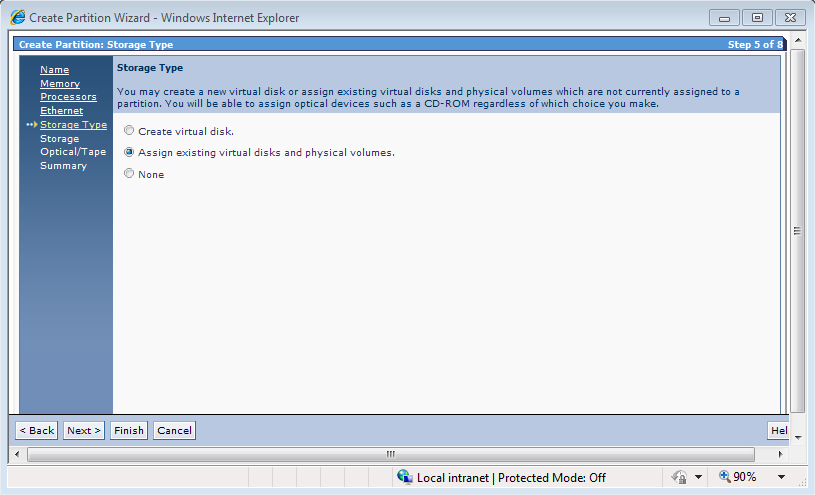 Create Partition Wizard - Windows Internet Explorer
Create Partition: Storage Type
Step 5 of 8
Name
Memory
Processors
Ethernet
Storage Type
Storage
Optical/Tape
Summary
Storage Type
You may create a new virtual disk or assign existing virtual disks and physical volumes which are not currently assigned to a
partition. You will be able to assign optical devices such as a CD-ROM regardless of which choice you make.
Create virtual disk.
Assign existing virtual disks and physical volumes.
None
< Back
Next >
Finish
Cancel
Hel
Local intranet | Protected Mode: Off
90%